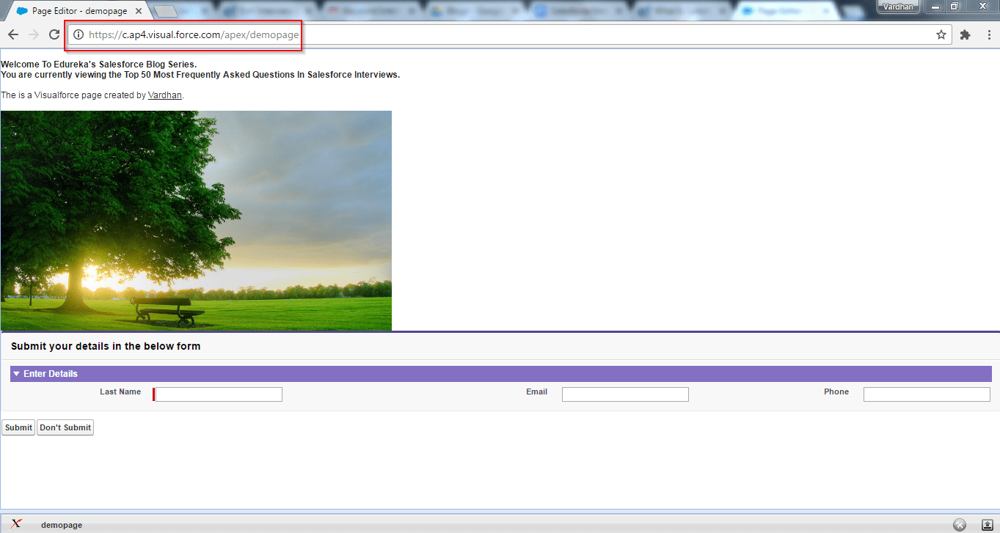 Page Editor - demopage
Vardhan
https://c.ap4.visual.force.com/apex/demopage
Welcome To Edureka's Salesforce Blog Series.
You are currently viewing the Top 50 Most Frequently Asked Questions In Salesforce Interviews.
The is a Visualforce page created by Vardhan.
Submit your details in the below form
Enter Details
Last Name Email Phone
Submit Don't Submit
demopage